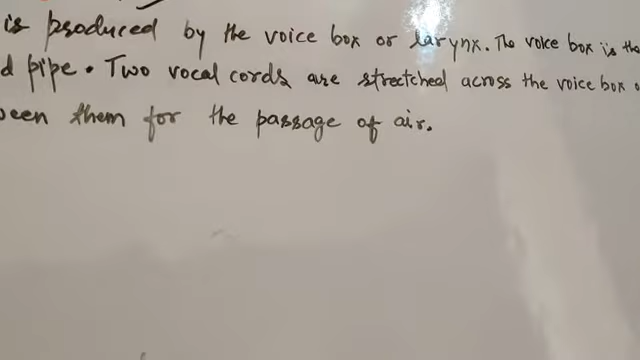 is produced by the voice box or larynx. The voice box is the
d pipe. Two vocal cords are stretched across the voice box
een them for the passage of air.